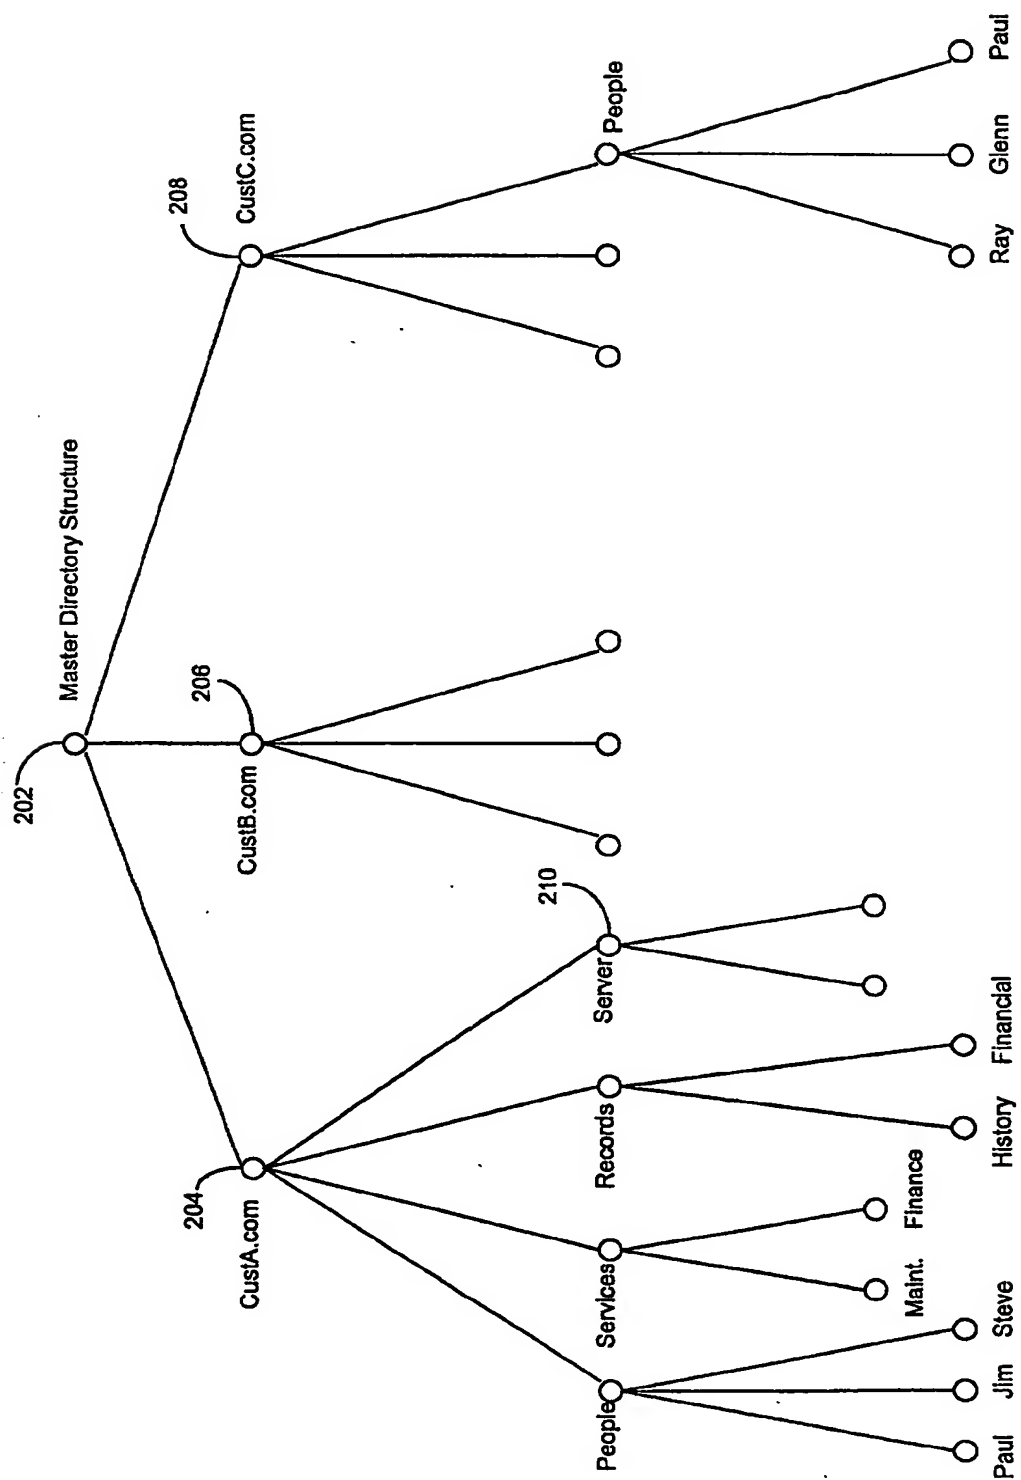 Master Directory Structure
202
204
CustA.com
206
CustB.com
208
CustC.com
People
Services
Records
Server
210
People
Paul
Jim
Steve
Maint.
Finance
History
Financial
Ray
Glenn
Paul